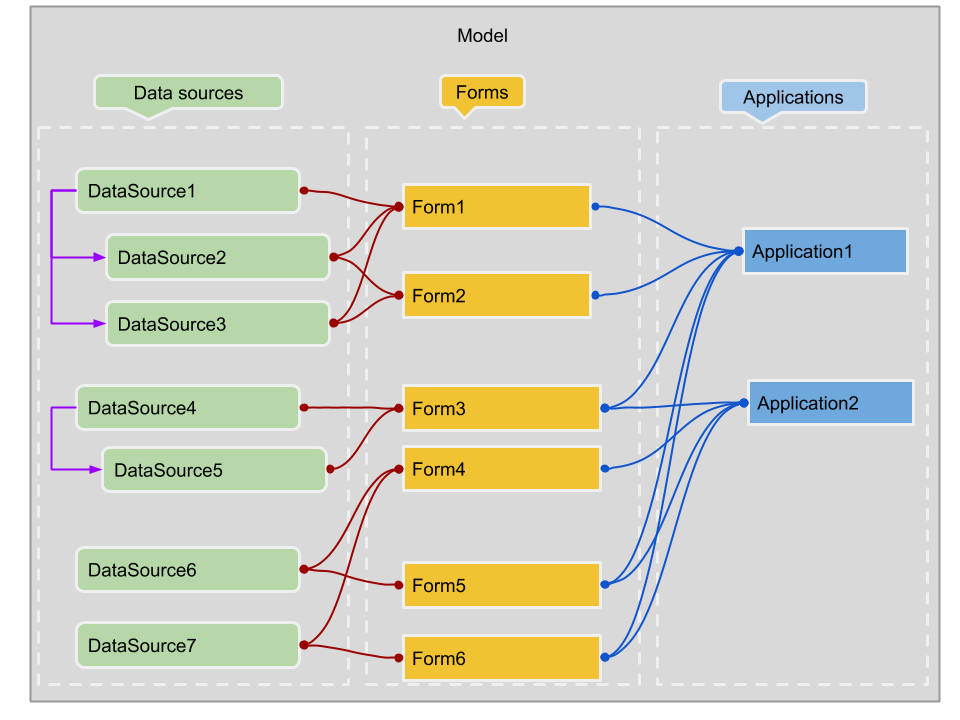 Model
Data sources
Forms
Applications
DataSource1
DataSource2
DataSource3
DataSource4
DataSource5
DataSource6
DataSource7
Form1
Form2
Form3
Form4
Form5
Form6
Application1
Application2